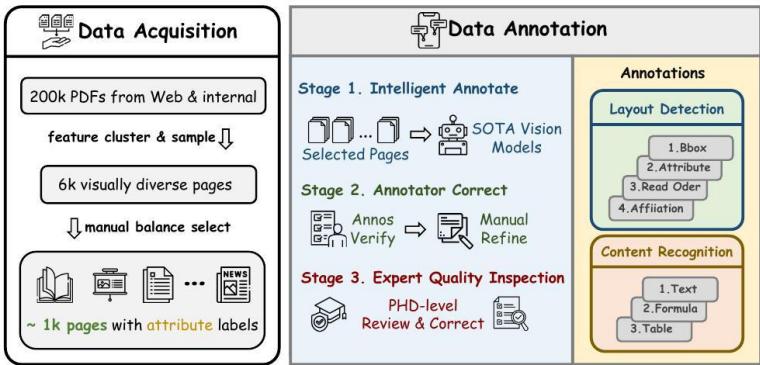 Data Acquisition
200k PDFs from Web & internal
feature cluster & sample
6k visually diverse pages
manual balance select
...
NEWS
~ 1k pages with attribute labels
Data Annotation
Stage 1. Intelligent Annotate
...
Selected Pages
SOTA Vision
Models
Stage 2. Annotator Correct
Annos
Verify
Manual
Refine
Stage 3. Expert Quality Inspection
PHD-level
Review & Correct
Annotations
Layout Detection
1.Bbox
2.Attribute
3.Read Oder
4.Affiiation
Content Recognition
1.Text
2.Formula
3.Table